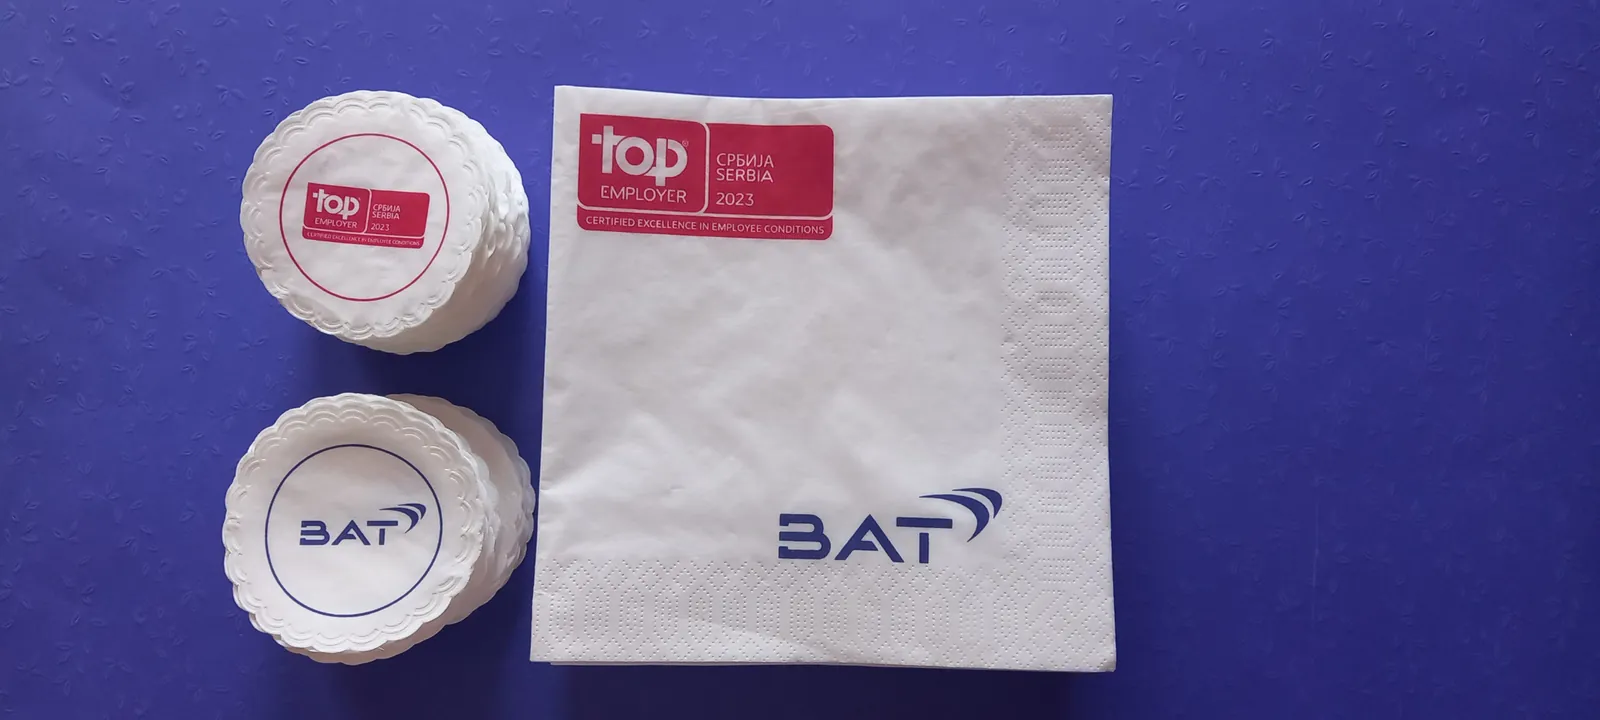 top®
EMPLOYER
СРБИЈА
SERBIA
2023
CERTIFIED EXCELLENCE IN EMPLOYEE CONDITIONS
top
EMPLOYER
СРБИЈА
SERBIA
2023
CERTIFIED EXCELLENCE IN EMPLOYEE CONDITIONS
BAT
BAT